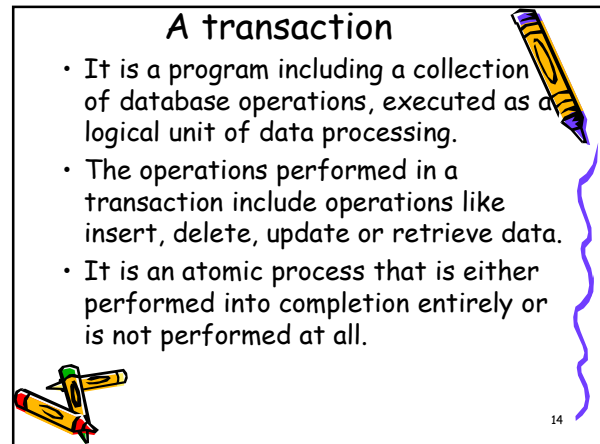 A transaction
• It is a program including a collection
of database operations, executed as a
logical unit of data processing.
• The operations performed in a
transaction include operations like
insert, delete, update or retrieve data.
• It is an atomic process that is either
performed into completion entirely or
is not performed at all.
14